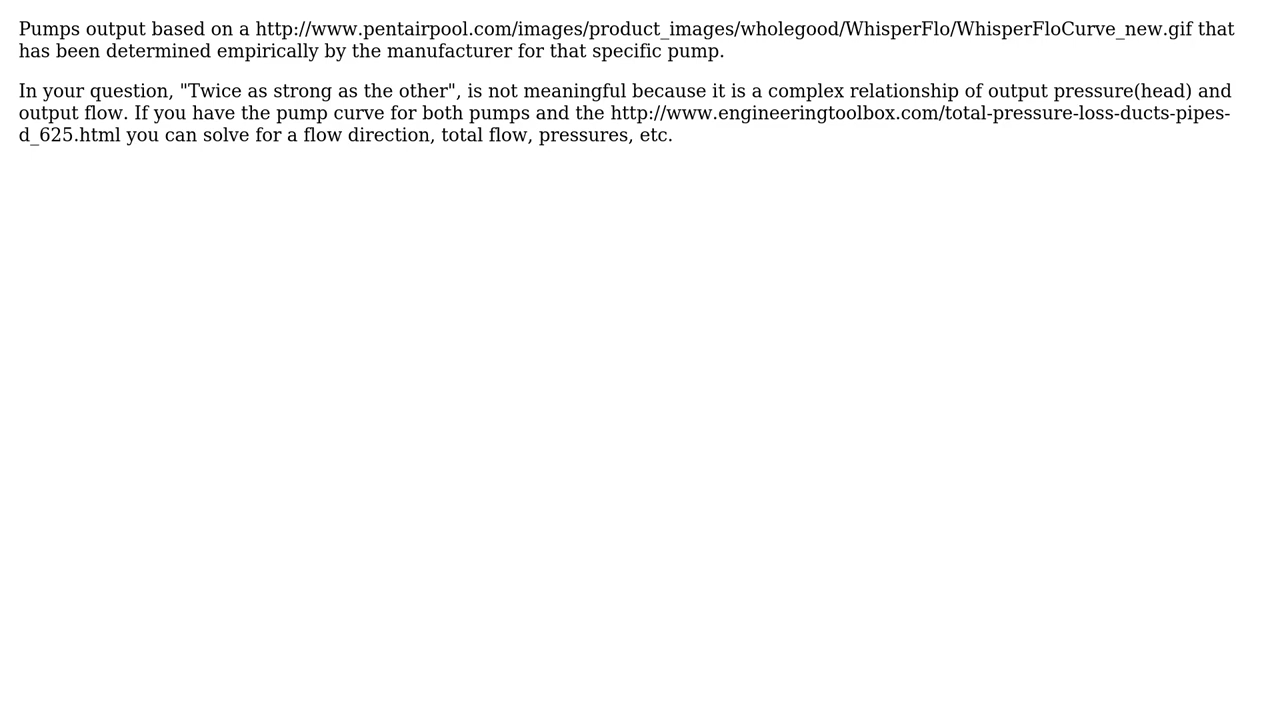 Pumps output based on a http://www.pentairpool.com/images/product_images/wholegood/WhisperFlo/WhisperFloCurve_new.gif that
has been determined empirically by the manufacturer for that specific pump.
In your question, "Twice as strong as the other", is not meaningful because it is a complex relationship of output pressure(head) and
output flow. If you have the pump curve for both pumps and the http://www.engineeringtoolbox.com/total-pressure-loss-ducts-pipes-
d_625.html you can solve for a flow direction, total flow, pressures, etc.